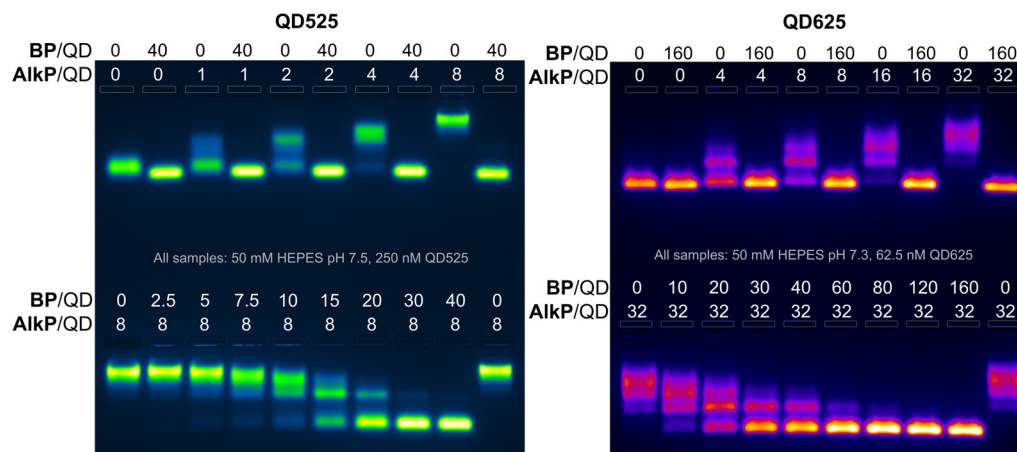 QD525
BP/QD 0 40 0 40 0 40 0 40 0 40
AlkP/QD 0 0 1 1 2 2 4 4 8 8
All samples: 50 mM HEPES pH 7.5, 250 nM QD525
BP/QD 0 2.5 5 7.5 10 15 20 30 40 0
AlkP/QD 8 8 8 8 8 8 8 8 8 8
QD625
BP/QD 0 160 0 160 0 160 0 160 0 160
AlkP/QD 0 0 4 4 8 8 16 16 32 32
All samples: 50 mM HEPES pH 7.3, 62.5 nM QD625
BP/QD 0 10 20 30 40 60 80 120 160 0
AlkP/QD 32 32 32 32 32 32 32 32 32 32